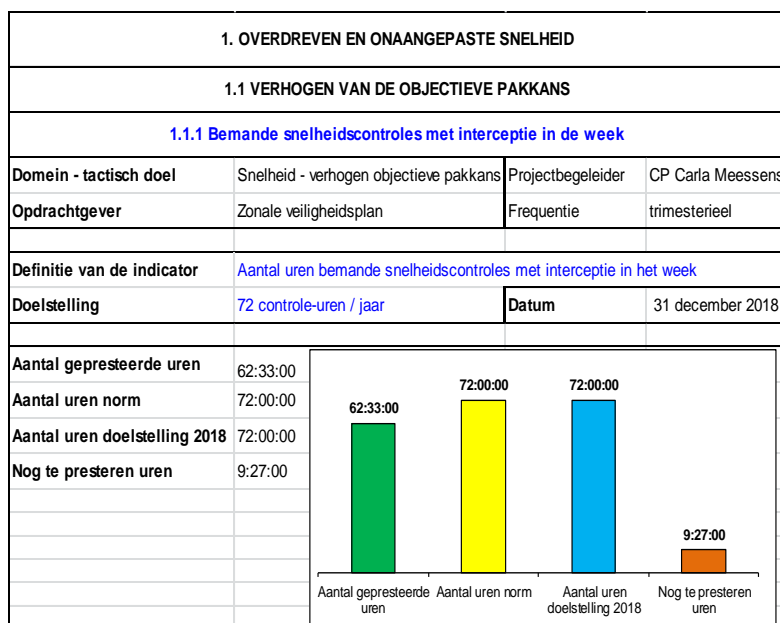 1. OVERDREVEN EN ONAANGEPASTE SNELHEID
1.1 VERHOGEN VAN DE OBJECTIEVE PAKKANS
1.1.1 Bemande snelheidscontroles met interceptie in de week
Domein - tactisch doel Snelheid - verhogen objectieve pakkans Projectbegeleider CP Carla Meessens
Opdrachtgever Zonale veiligheidsplan Frequentie trimesterieel
Definitie van de indicator Aantal uren bemande snelheidscontroles met interceptie in het week
Doelstelling 72 controle-uren / jaar Datum 31 december 2018
Aantal gepresteerde uren 62:33:00
Aantal uren norm 72:00:00
Aantal uren doelstelling 2018 72:00:00
Nog te presteren uren 9:27:00
62:33:00 72:00:00 72:00:00 9:27:00
Aantal gepresteerde uren
Aantal uren norm
Aantal uren doelstelling 2018
Nog te presteren uren